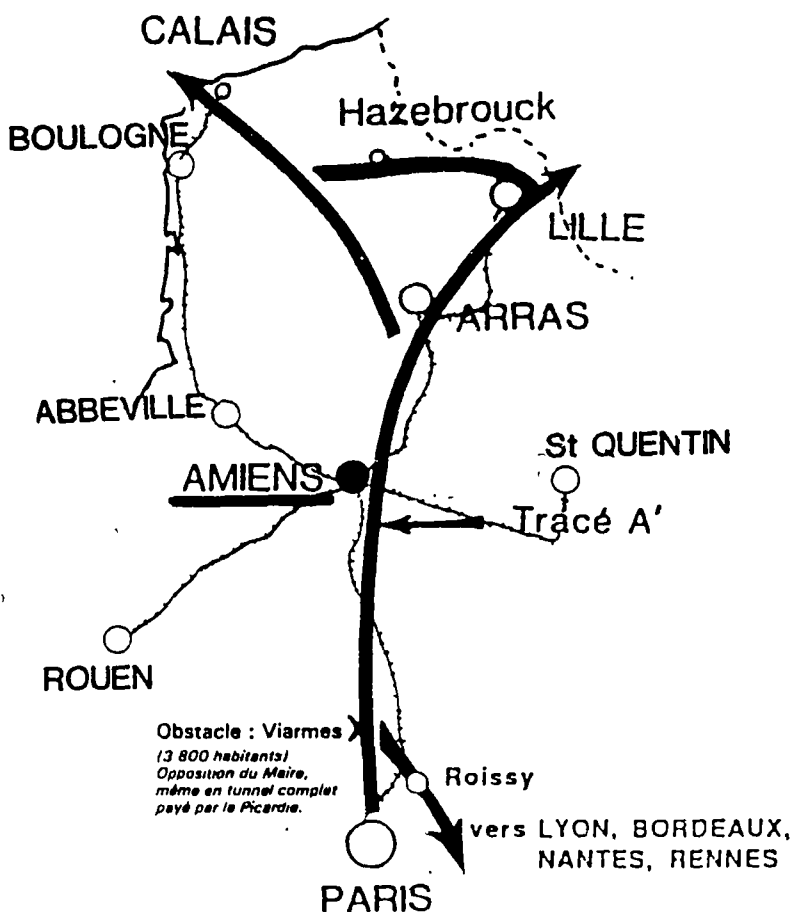 CALAIS
Hazebrouck
BOULOGNE
LILLE
ARRAS
ABBEVILLE
St QUENTIN
AMIENS
Tracé A'
ROUEN
Obstacle : Viarmes
(3 800 habitants)
Opposition du Maire,
même en tunnel complet
payé par la Picardie.
Roissy
vers LYON, BORDEAUX,
NANTES, RENNES
PARIS